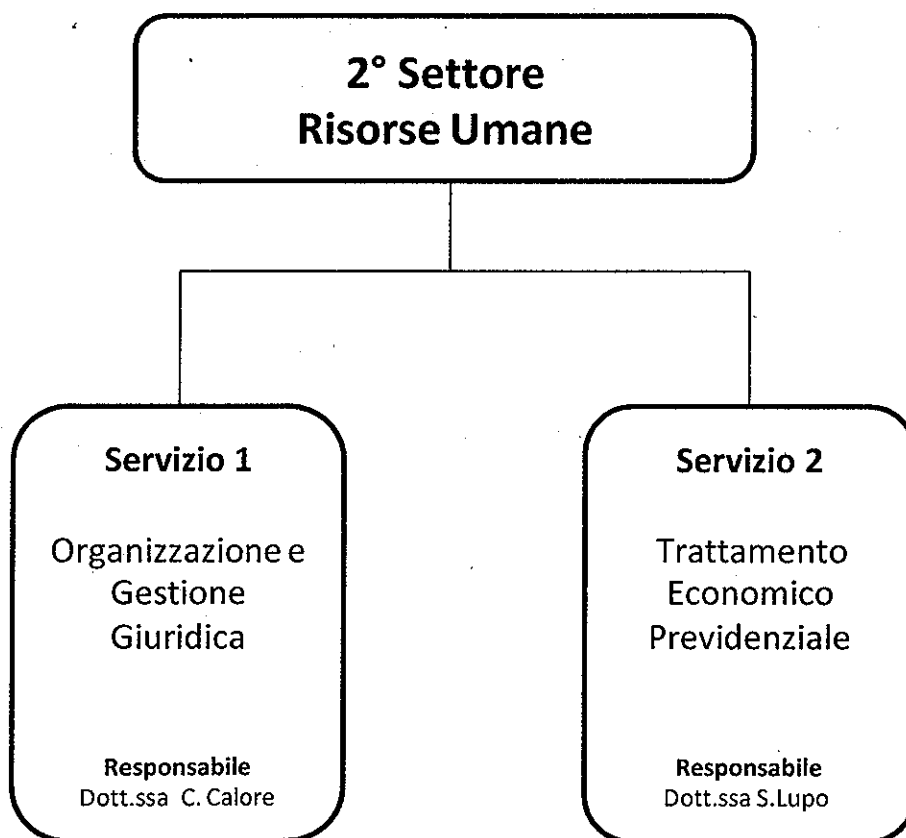 2° Settore
Risorse Umane
Servizio 1
Organizzazione e
Gestione
Giuridica
Responsabile
Dott.ssa C. Calore
Servizio 2
Trattamento
Economico
Previdenziale
Responsabile
Dott.ssa S.Lupo